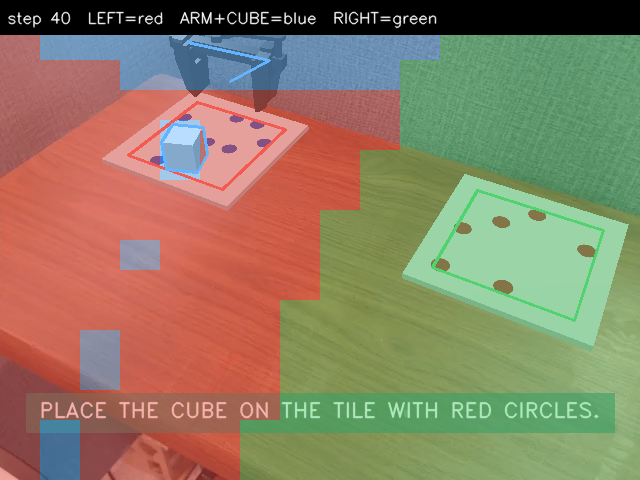 step 40 LEFT=red ARM+CUBE=blue RIGHT=green
PLACE THE CUBE ON THE TILE WITH RED CIRCLES.